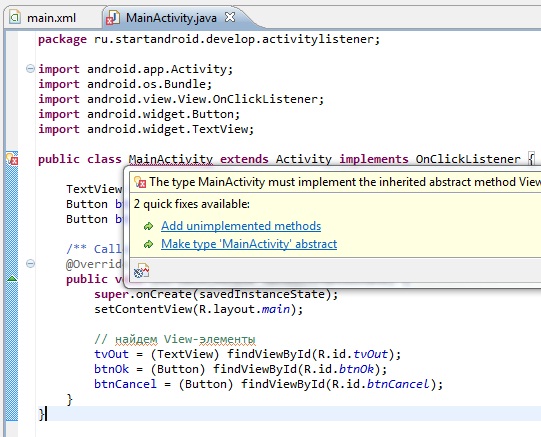 main.xml
MainActivity.java
package ru.startandroid.develop.activitylistener;
import android.app.Activity;
import android.os.Bundle;
import android.view.View.OnClickListener;
import android.widget.Button;
import android.widget.TextView;
public class MainActivity extends Activity implements OnClickListener {
The type MainActivity must implement the inherited abstract method View
TextView
2 quick fixes available:
Button
Button
Add unimplemented methods
Make type 'MainActivity' abstract
/** Call
@Override
public
super.onCreate(savedInstanceState);
setContentView(R.layout.main);
// найдем View-элементы
tvOut = (TextView) findViewById(R.id.tvOut);
btnOk = (Button) findViewById(R.id.btnOk);
btnCancel = (Button) findViewById(R.id.btnCancel);
}
}